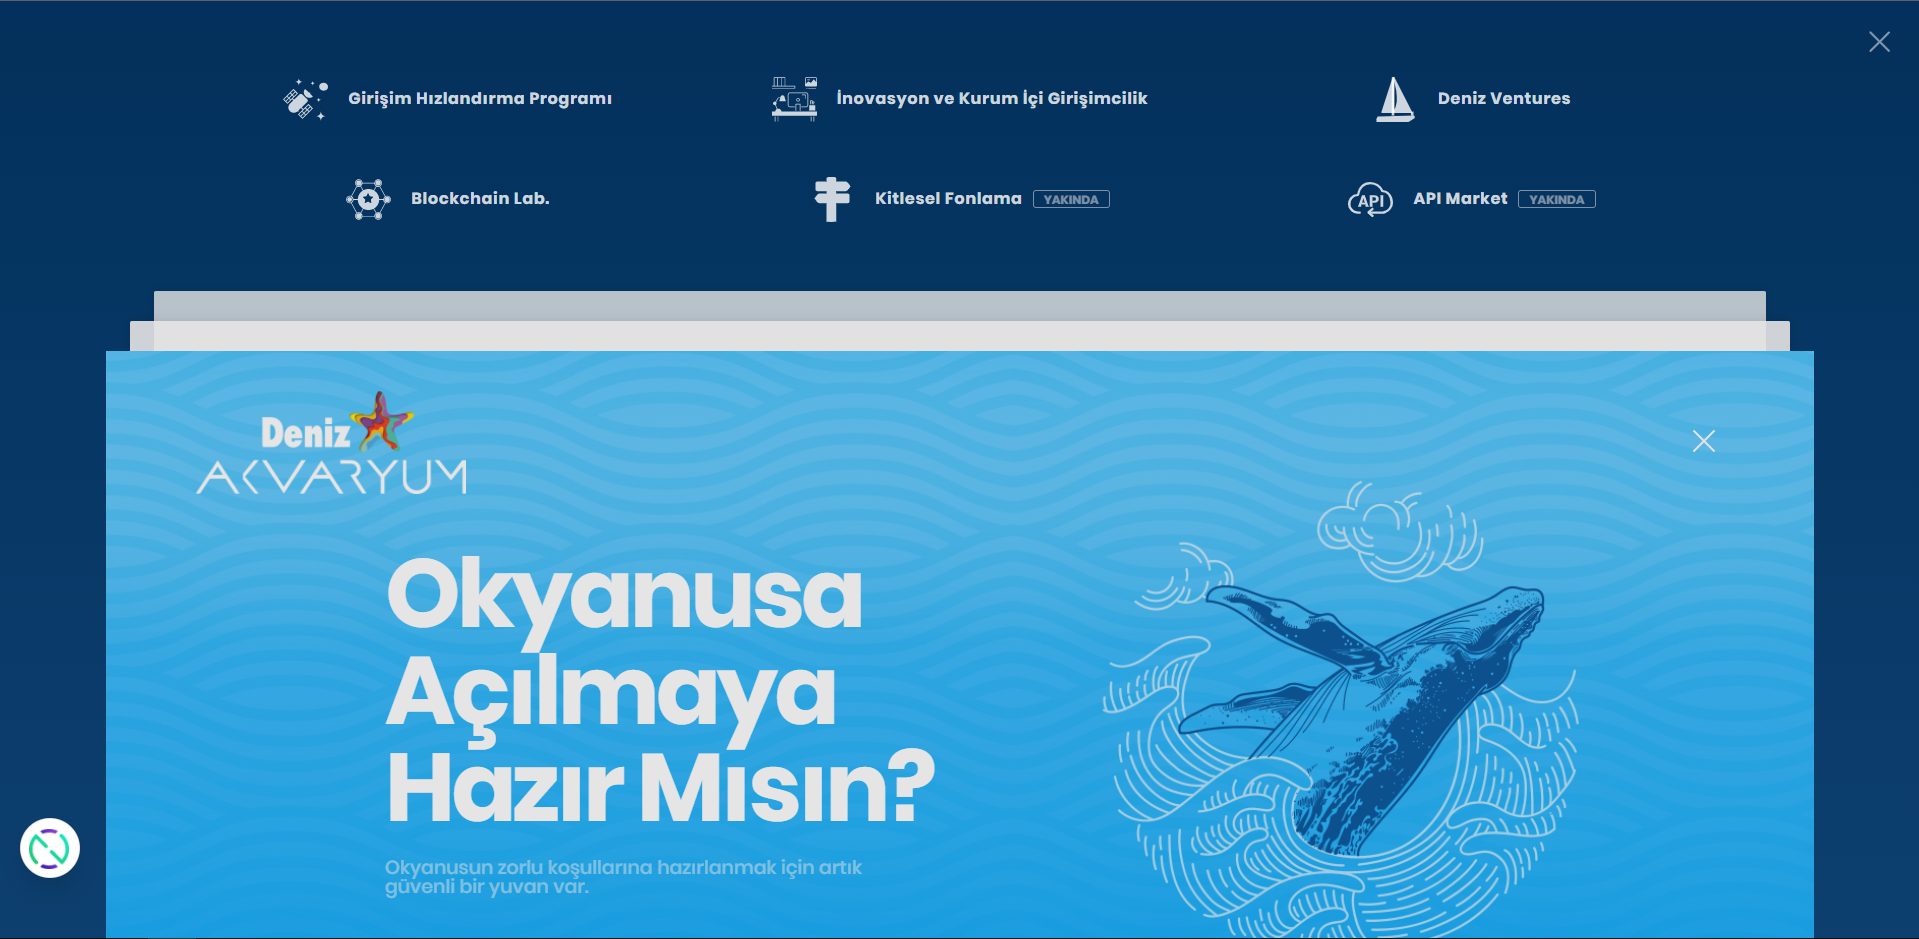 Girişim Hızlandırma Programı
İnovasyon ve Kurum İçi Girişimcilik
Deniz Ventures
Blockchain Lab.
Kitlesel Fonlama YAKINDA
API
API Market YAKINDA
Deniz
AKVARYUM
Okyanusa
Açılmaya
Hazır Mısın?
Okyanusun zorlu koşullarına hazırlanmak için artık
güvenli bir yuvan var.